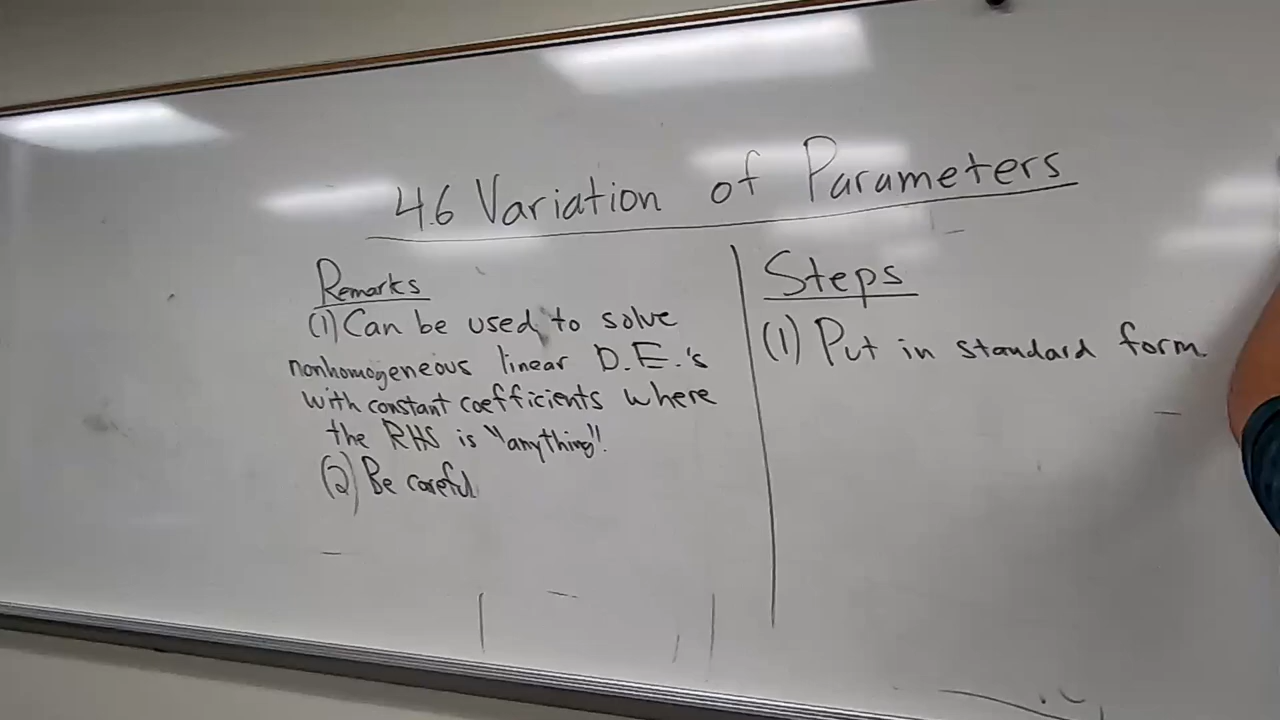 4.6 Variation of Parameters
Remarks
(1) Can be used to solve
nonhomogeneous linear D.E.'s
with constant coefficients where
the RHS is "anything".
(2) Be careful
Steps
(1) Put in standard form.